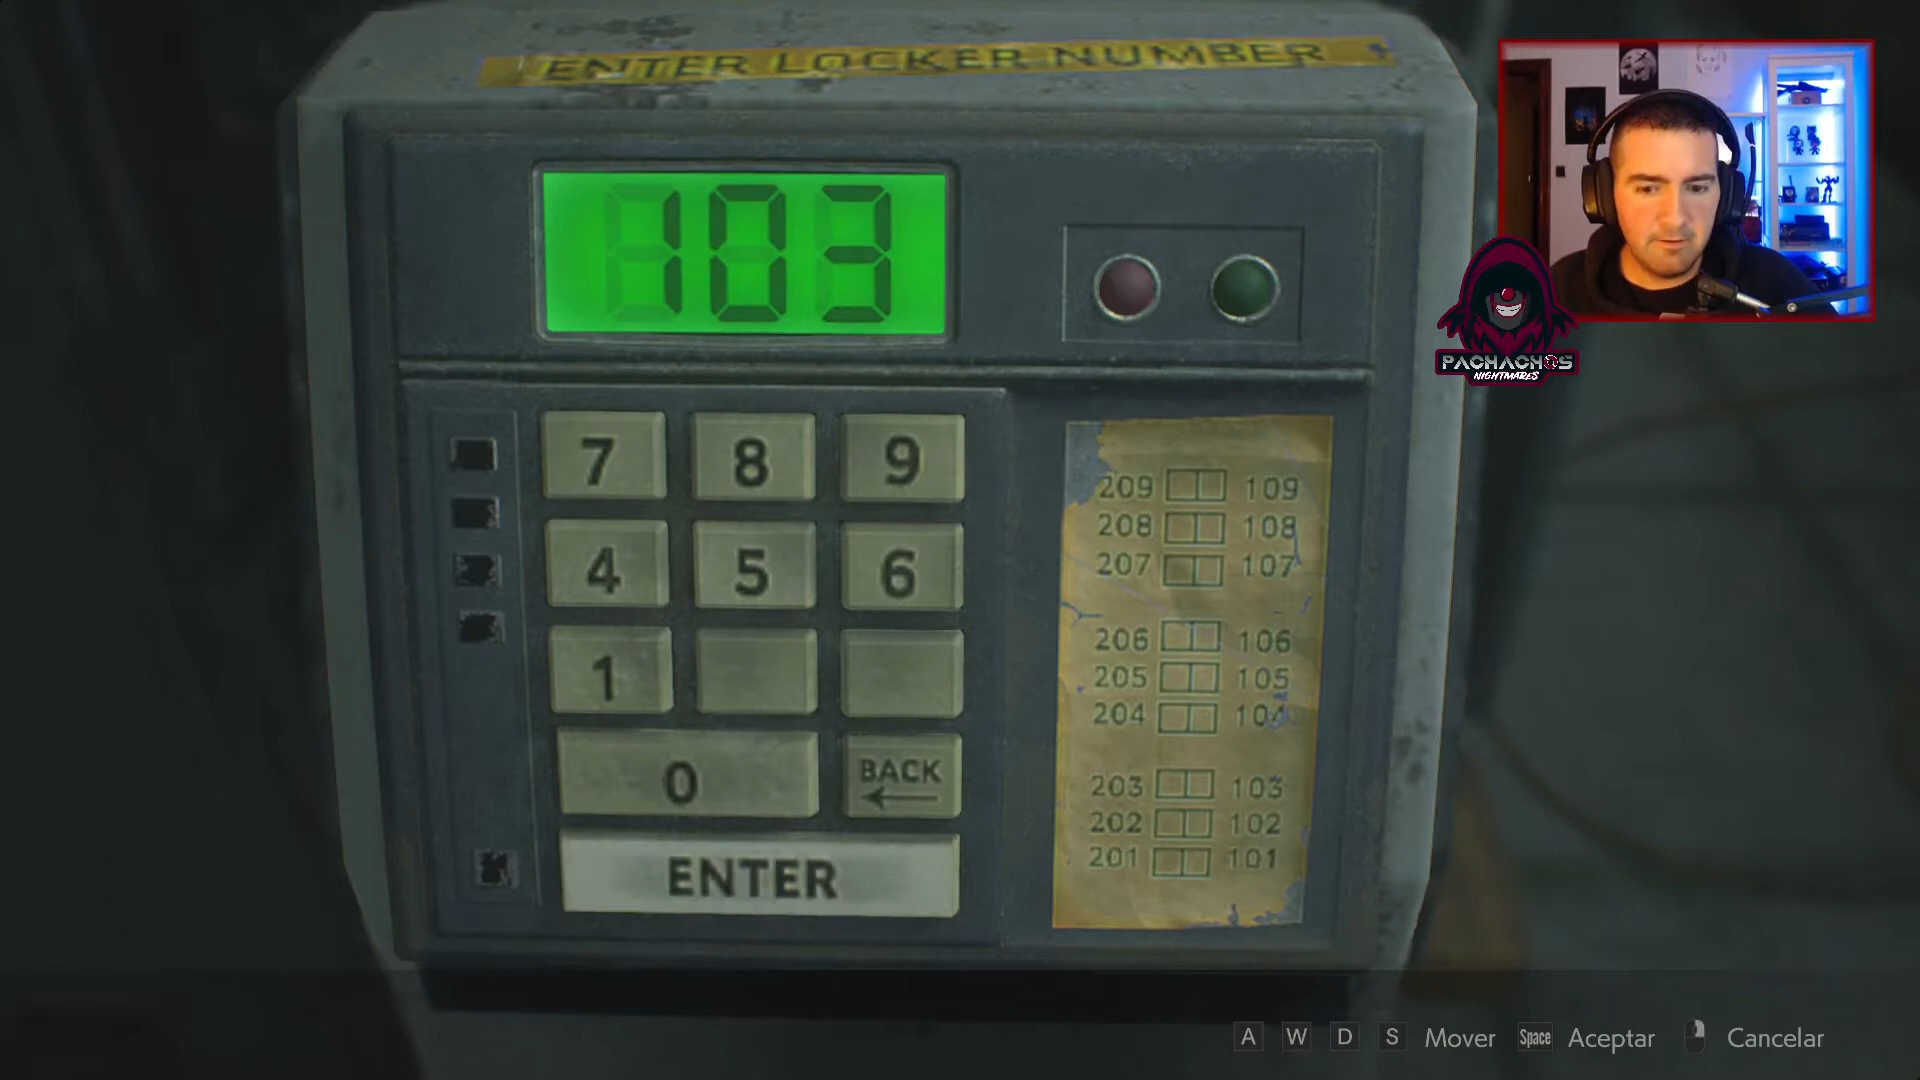 ENTER LOCKER NUMBER
103
7 8 9
4 5 6
1
0 BACK
ENTER
209 109
208 108
207 107
206 106
205 105
204 104
203 103
202 102
201 101
PACHACHOS
NIGHTMARES
A W D S Mover Space Aceptar Cancelar